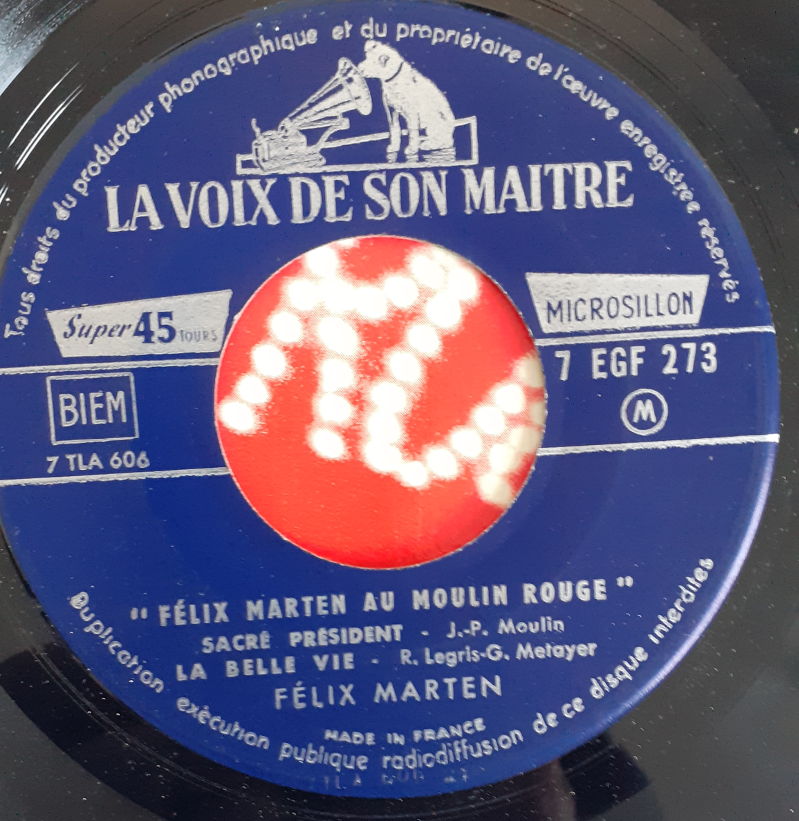 Tous droits du producteur phonographique et du propriétaire de l'œuvre enregistrée réservés
LA VOIX DE SON MAITRE
Super 45 TOURS
MICROSILLON
7 EGF 273
BIEM
M
7 TLA 606
" FÉLIX MARTEN AU MOULIN ROUGE "
SACRÉ PRÉSIDENT - J.-P. Moulin
LA BELLE VIE - R. Legris-G. Metayer
FÉLIX MARTEN
MADE IN FRANCE
Duplication exécution publique radiodiffusion de ce disque interdites